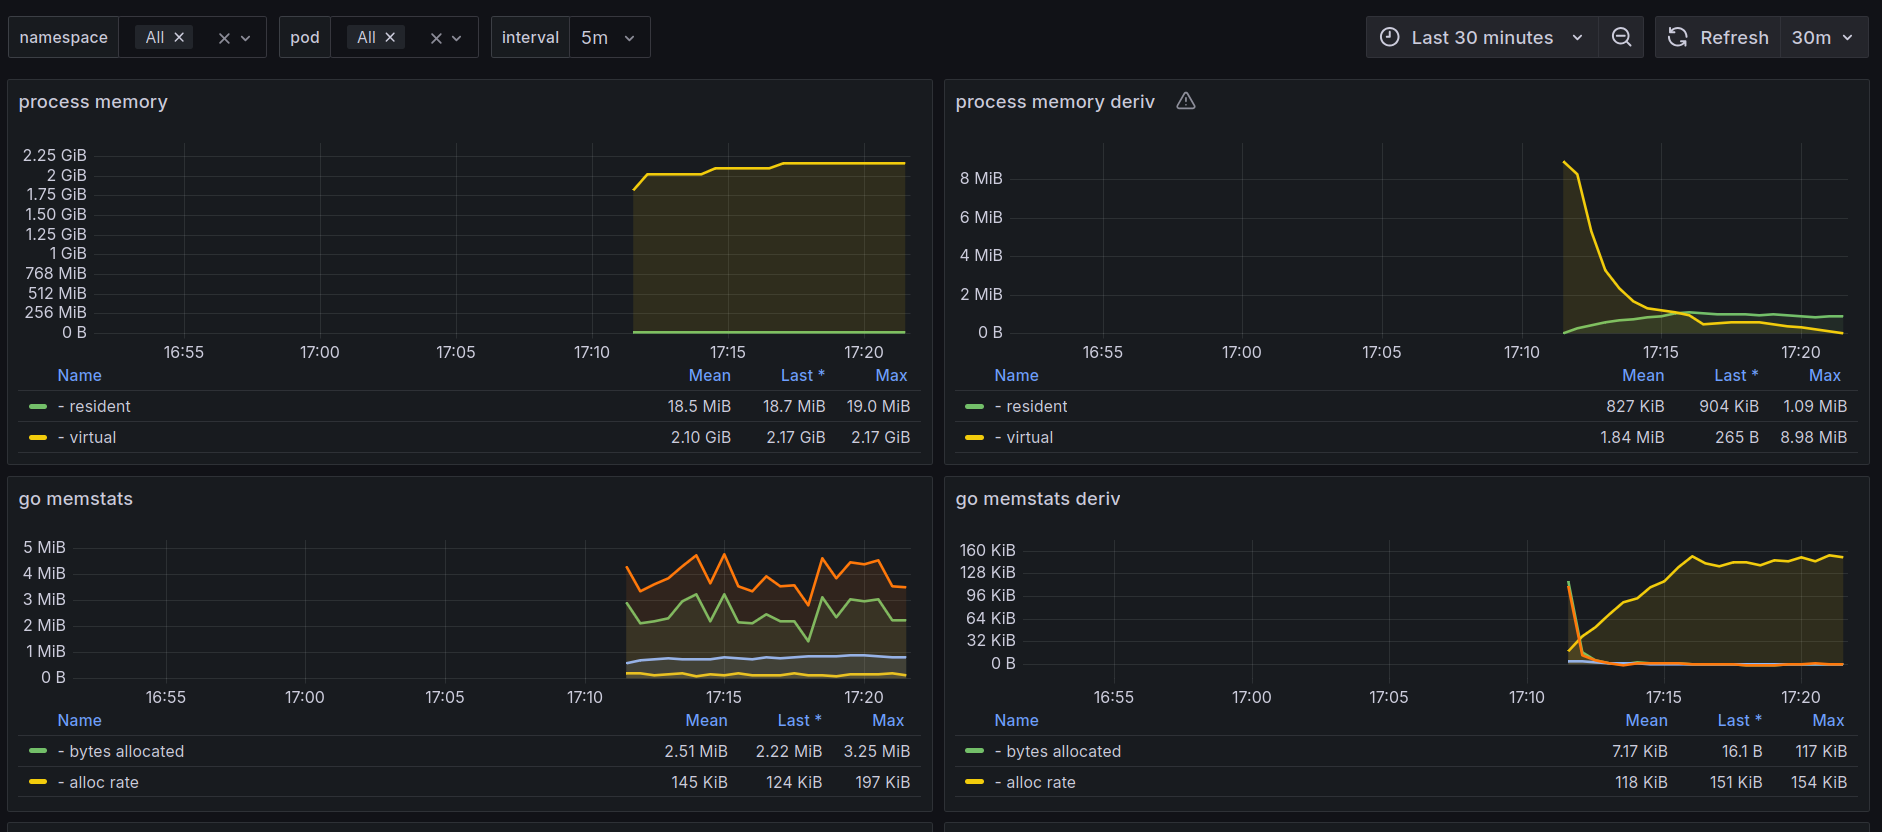 namespace All pod All interval 5m Last 30 minutes Refresh 30m
process memory
2.25 GiB
2 GiB
1.75 GiB
1.50 GiB
1.25 GiB
1 GiB
768 MiB
512 MiB
256 MiB
0 B
16:55 17:00 17:05 17:10 17:15 17:20
Name Mean Last * Max
- resident 18.5 MiB 18.7 MiB 19.0 MiB
- virtual 2.10 GiB 2.17 GiB 2.17 GiB
process memory deriv
8 MiB
6 MiB
4 MiB
2 MiB
0 B
16:55 17:00 17:05 17:10 17:15 17:20
Name Mean Last * Max
- resident 827 KiB 904 KiB 1.09 MiB
- virtual 1.84 MiB 265 B 8.98 MiB
go memstats
5 MiB
4 MiB
3 MiB
2 MiB
1 MiB
0 B
16:55 17:00 17:05 17:10 17:15 17:20
Name Mean Last * Max
- bytes allocated 2.51 MiB 2.22 MiB 3.25 MiB
- alloc rate 145 KiB 124 KiB 197 KiB
go memstats deriv
160 KiB
128 KiB
96 KiB
64 KiB
32 KiB
0 B
16:55 17:00 17:05 17:10 17:15 17:20
Name Mean Last * Max
- bytes allocated 7.17 KiB 16.1 B 117 KiB
- alloc rate 118 KiB 151 KiB 154 KiB